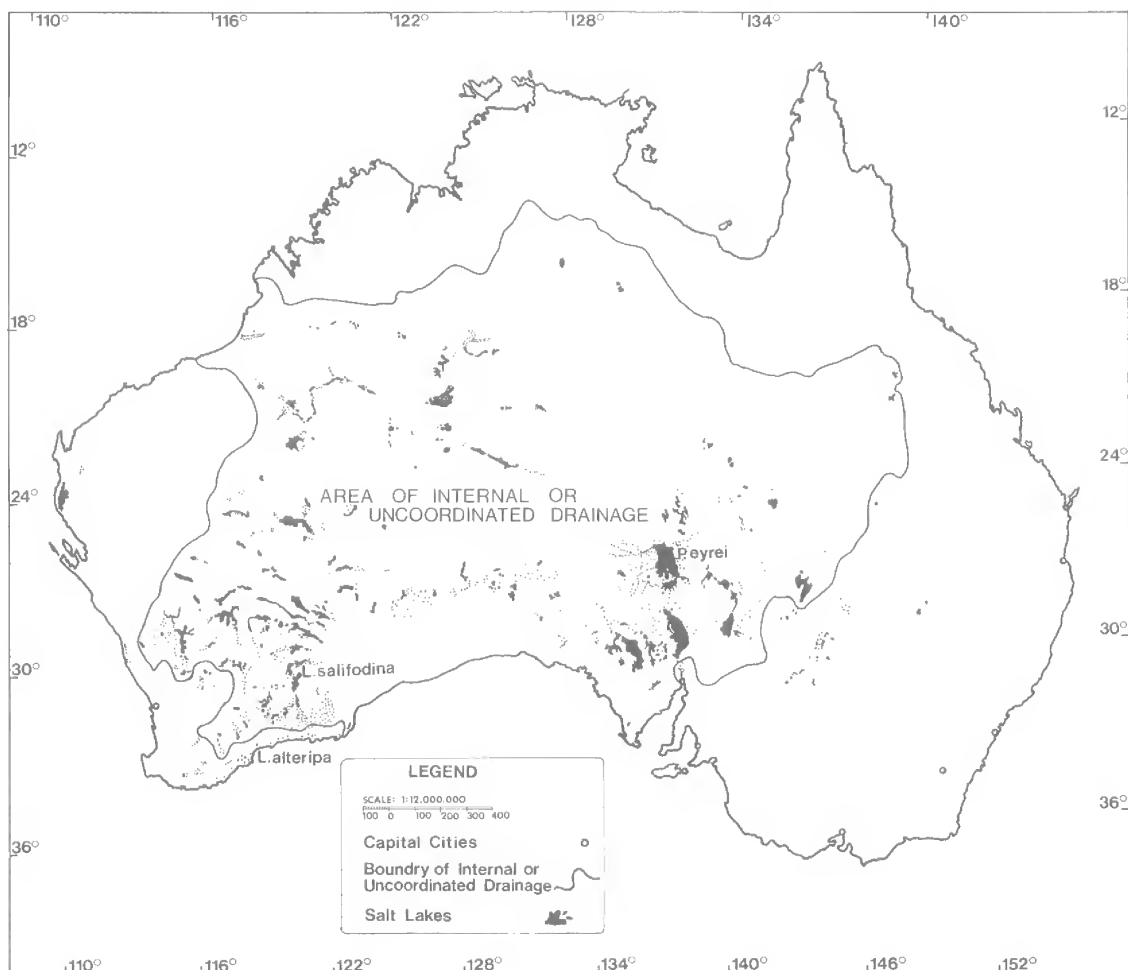 110° 116° 122° 128° 134° 140°
12° 12°
18° 18°
24° 24°
AREA OF INTERNAL OR
UNCOORDINATED DRAINAGE
Peyrei
30° 30°
L.salifodina
L.alteripa
36° 36°
LEGEND
SCALE: 1:12,000,000
100 0 100 200 300 400
Capital Cities
Boundry of Internal or
Uncoordinated Drainage
Salt Lakes
110° 116° 122° 128° 134° 140° 146° 152°